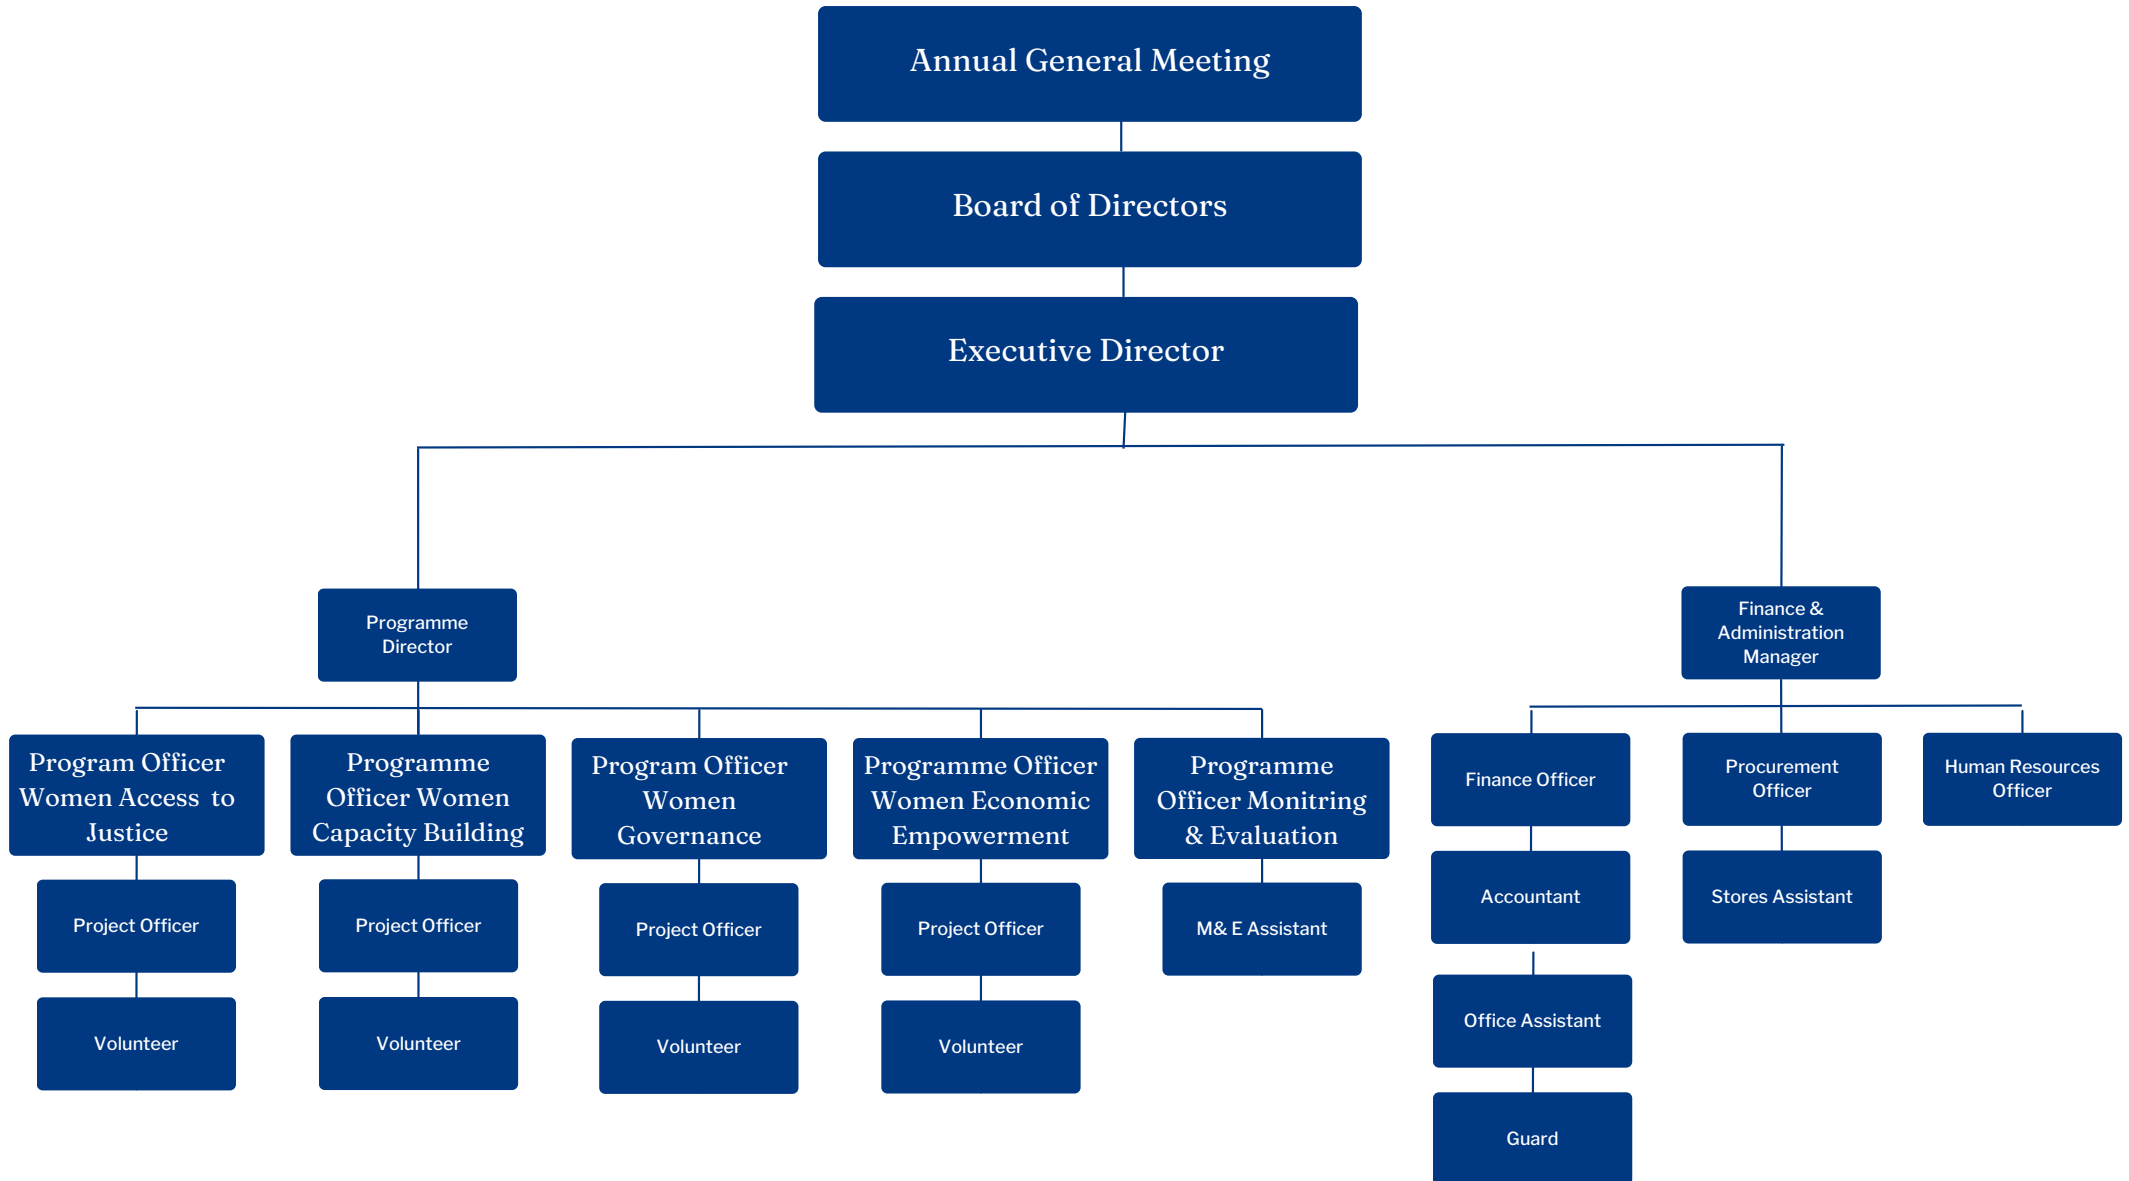 Annual General Meeting
Board of Directors
Executive Director
Programme
Director
Finance &
Administration
Manager
Program Officer
Women Access to
Justice
Programme
Officer Women
Capacity Building
Program Officer
Women
Governance
Programme Officer
Women Economic
Empowerment
Programme
Officer Monitring
& Evaluation
Finance Officer
Procurement
Officer
Human Resources
Officer
Project Officer
Project Officer
Project Officer
Project Officer
M& E Assistant
Accountant
Stores Assistant
Volunteer
Volunteer
Volunteer
Volunteer
Office Assistant
Guard